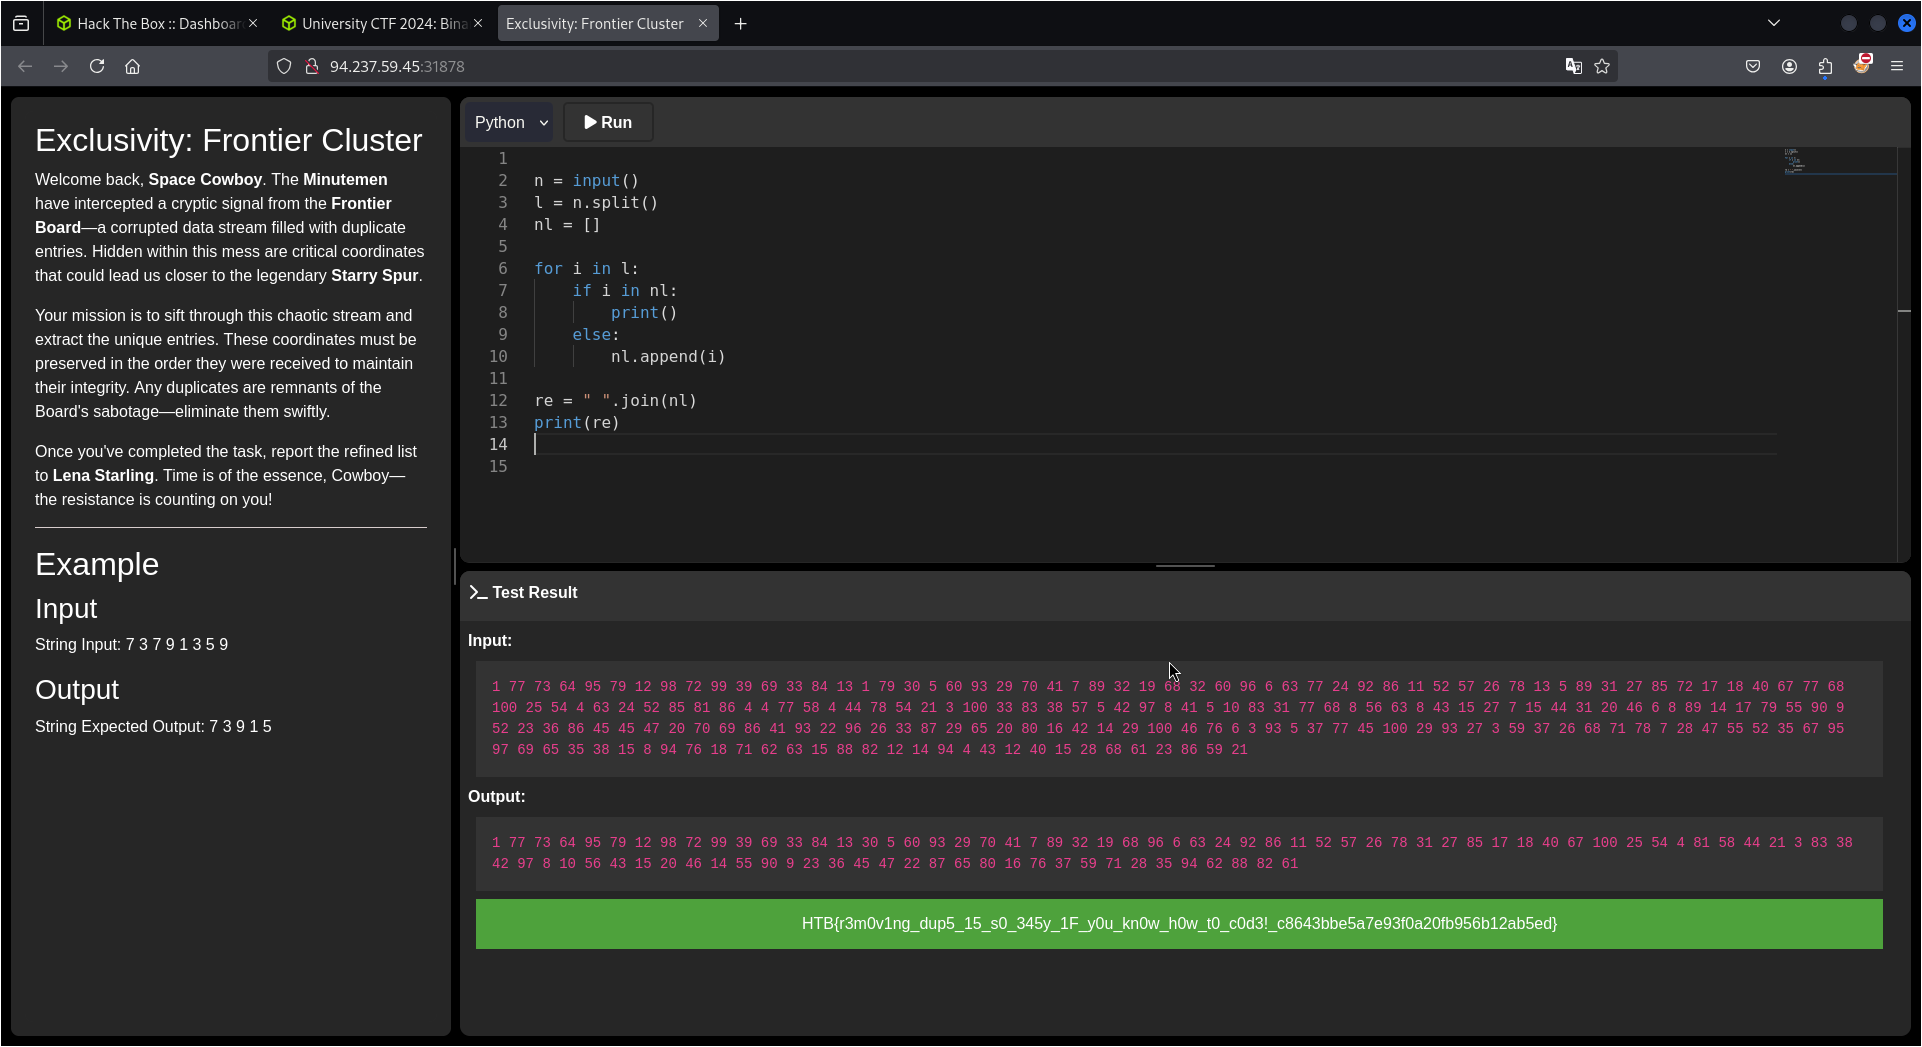 Hack The Box :: Dashboar
University CTF 2024: Bina
Exclusivity: Frontier Cluster
94.237.59.45:31878
Exclusivity: Frontier Cluster
Welcome back, Space Cowboy. The Minutemen
have intercepted a cryptic signal from the Frontier
Board—a corrupted data stream filled with duplicate
entries. Hidden within this mess are critical coordinates
that could lead us closer to the legendary Starry Spur.
Your mission is to sift through this chaotic stream and
extract the unique entries. These coordinates must be
preserved in the order they were received to maintain
their integrity. Any duplicates are remnants of the
Board's sabotage—eliminate them swiftly.
Once you've completed the task, report the refined list
to Lena Starling. Time is of the essence, Cowboy—
the resistance is counting on you!
Example
Input
String Input: 7 3 7 9 1 3 5 9
Output
String Expected Output: 7 3 9 1 5
Python
Run
1
2 n = input()
3 l = n.split()
4 nl = []
5
6 for i in l:
7     if i in nl:
8         print()
9     else:
10         nl.append(i)
11
12 re = " ".join(nl)
13 print(re)
14
15
Test Result
Input:
1 77 73 64 95 79 12 98 72 99 39 69 33 84 13 1 79 30 5 60 93 29 70 41 7 89 32 19 68 32 60 96 6 63 77 24 92 86 11 52 57 26 78 13 5 89 31 27 85 72 17 18 40 67 77 68
100 25 54 4 63 24 52 85 81 86 4 4 77 58 4 44 78 54 21 3 100 33 83 38 57 5 42 97 8 41 5 10 83 31 77 68 8 56 63 8 43 15 27 7 15 44 31 20 46 6 8 89 14 17 79 55 90 9
52 23 36 86 45 45 47 20 70 69 86 41 93 22 96 26 33 87 29 65 20 80 16 42 14 29 100 46 76 6 3 93 5 37 77 45 100 29 93 27 3 59 37 26 68 71 78 7 28 47 55 52 35 67 95
97 69 65 35 38 15 8 94 76 18 71 62 63 15 88 82 12 14 94 4 43 12 40 15 28 68 61 23 86 59 21
Output:
1 77 73 64 95 79 12 98 72 99 39 69 33 84 13 30 5 60 93 29 70 41 7 89 32 19 68 96 6 63 24 92 86 11 52 57 26 78 31 27 85 17 18 40 67 100 25 54 4 81 58 44 21 3 83 38
42 97 8 10 56 43 15 20 46 14 55 90 9 23 36 45 47 22 87 65 80 16 76 37 59 71 28 35 94 62 88 82 61
HTB{r3m0v1ng_dup5_15_s0_345y_1F_y0u_kn0w_h0w_t0_c0d3!_c8643bbe5a7e93f0a20fb956b12ab5ed}